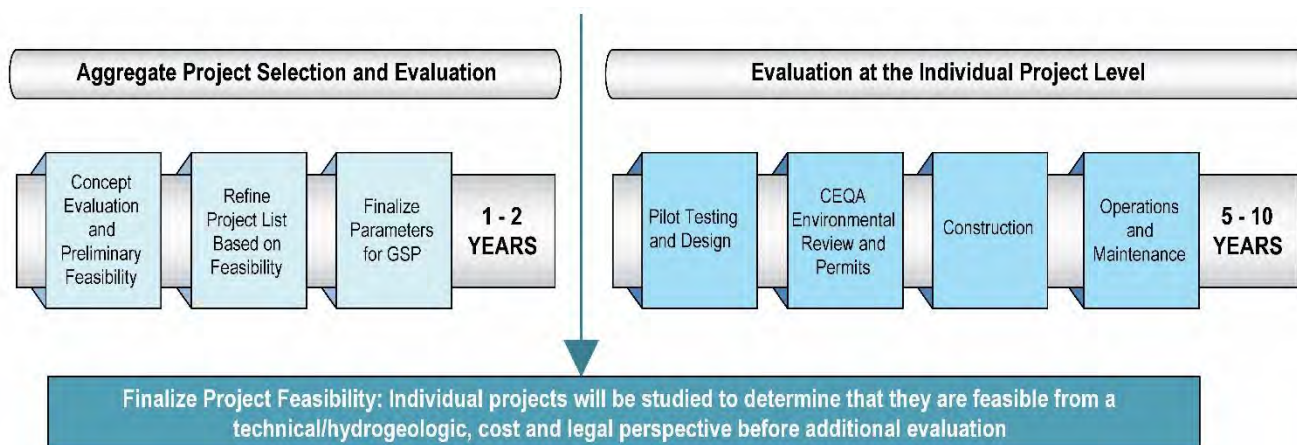 Aggregate Project Selection and Evaluation
Concept
Evaluation
and
Preliminary
Feasibility
Refine
Project List
Based on
Feasibility
Finalize
Parameters
for GSP
1 - 2
YEARS
Evaluation at the Individual Project Level
Pilot Testing
and Design
CEQA
Environmental
Review and
Permits
Construction
Operations
and
Maintenance
5 - 10
YEARS
Finalize Project Feasibility: Individual projects will be studied to determine that they are feasible from a
technical/hydrogeologic, cost and legal perspective before additional evaluation